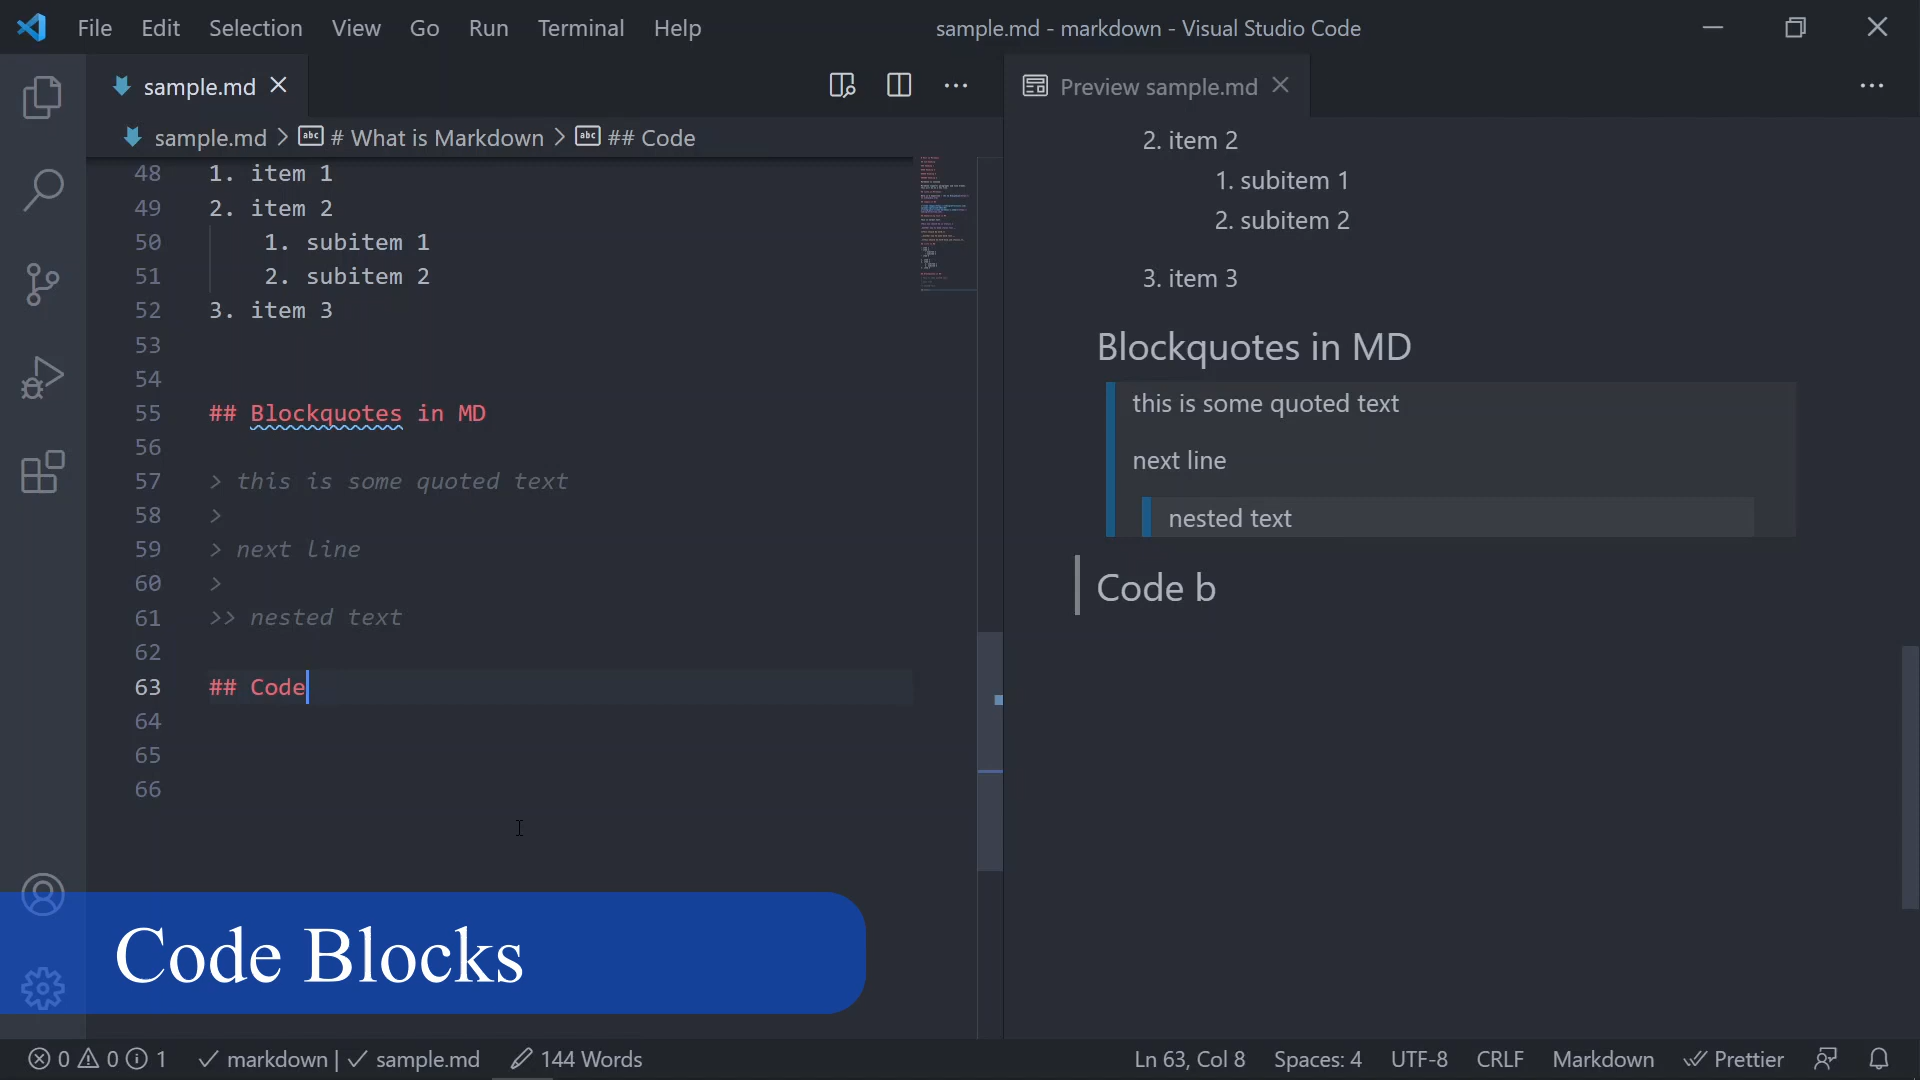 File Edit Selection View Go Run Terminal Help sample.md - markdown - Visual Studio Code
sample.md
Preview sample.md
sample.md > # What is Markdown > ## Code
48 1. item 1
49 2. item 2
50 1. subitem 1
51 2. subitem 2
52 3. item 3
53
54
55 ## Blockquotes in MD
56
57 > this is some quoted text
58 >
59 > next line
60 >
61 >> nested text
62
63 ## Code
64
65
66
2. item 2
1. subitem 1
2. subitem 2
3. item 3
Blockquotes in MD
this is some quoted text
next line
nested text
Code b
Code Blocks
0 0 1 markdown | sample.md 144 Words Ln 63, Col 8 Spaces: 4 UTF-8 CRLF Markdown Prettier